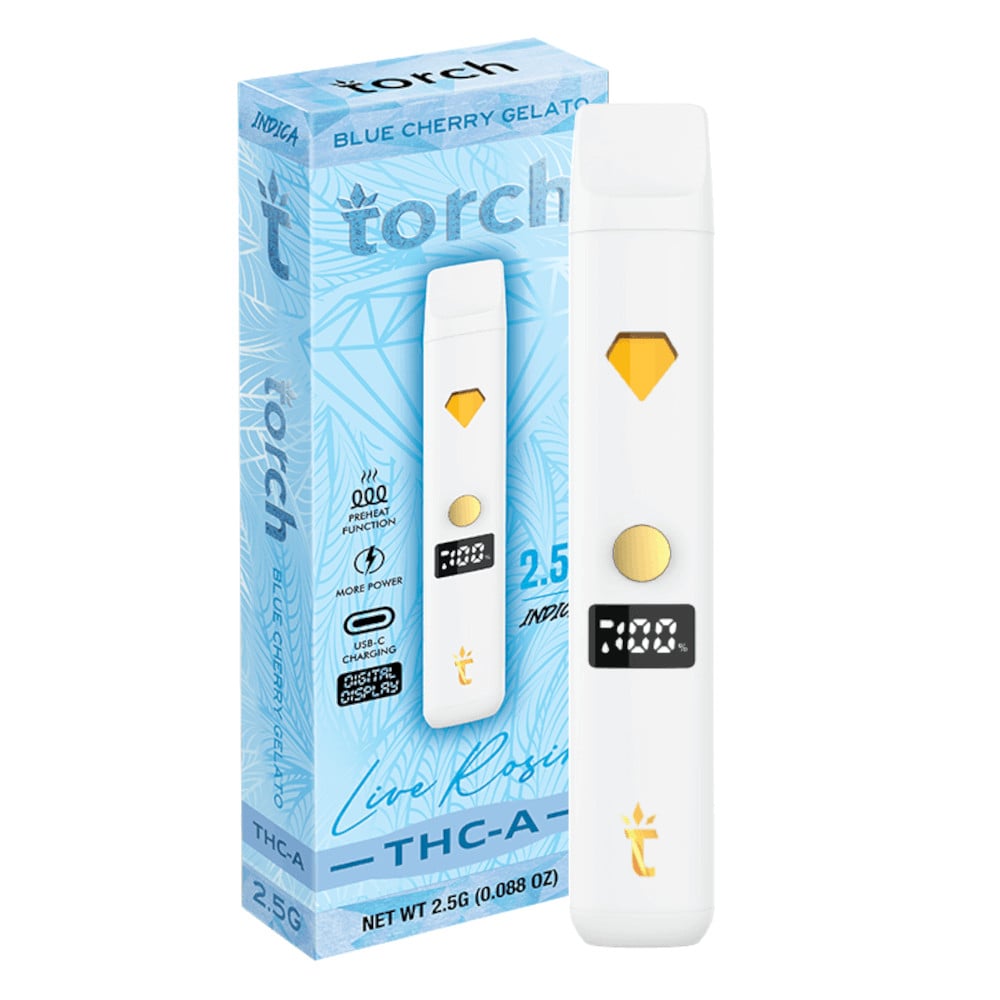 torch
INDICA
BLUE CHERRY GELATO
t
torch
torch
BLUE CHERRY GELATO
PREHEAT
FUNCTION
MORE POWER
USB-C
CHARGING
DIGITAL
DISPLAY
100%
2.5
t
Live Rosin
THC-A
THC-A
2.5G
NET WT 2.5G (0.088 OZ)
100%
t